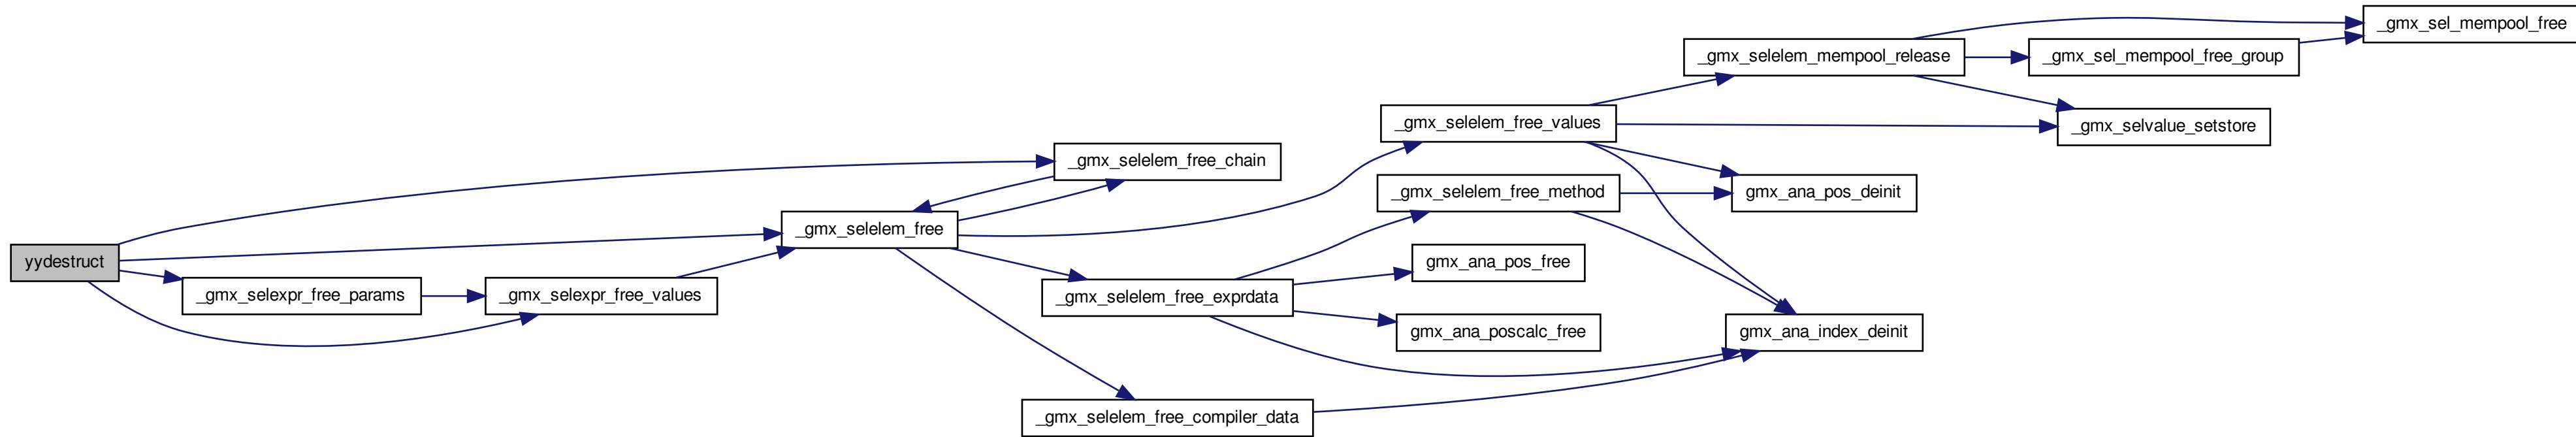 yydestruct
_gmx_selexpr_free_params
_gmx_selexpr_free_values
_gmx_selelem_free
_gmx_selelem_free_chain
_gmx_selelem_free_exprdata
_gmx_selelem_free_compiler_data
_gmx_selelem_free_values
_gmx_selelem_free_method
gmx_ana_pos_free
gmx_ana_poscalc_free
_gmx_selelem_mempool_release
gmx_ana_pos_deinit
gmx_ana_index_deinit
_gmx_sel_mempool_free_group
_gmx_selvalue_setstore
_gmx_sel_mempool_free